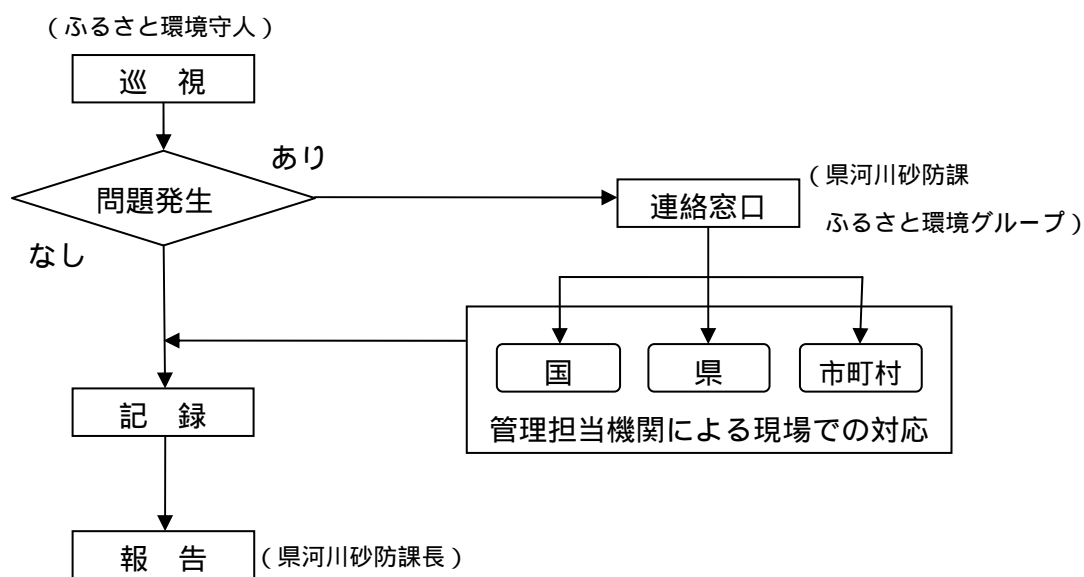 （ふるさと環境守人）
巡　視
問題発生
あり
なし
連絡窓口
（県河川砂防課
ふるさと環境グループ）
国
県
市町村
管理担当機関による現場での対応
記　録
報　告
（県河川砂防課長）